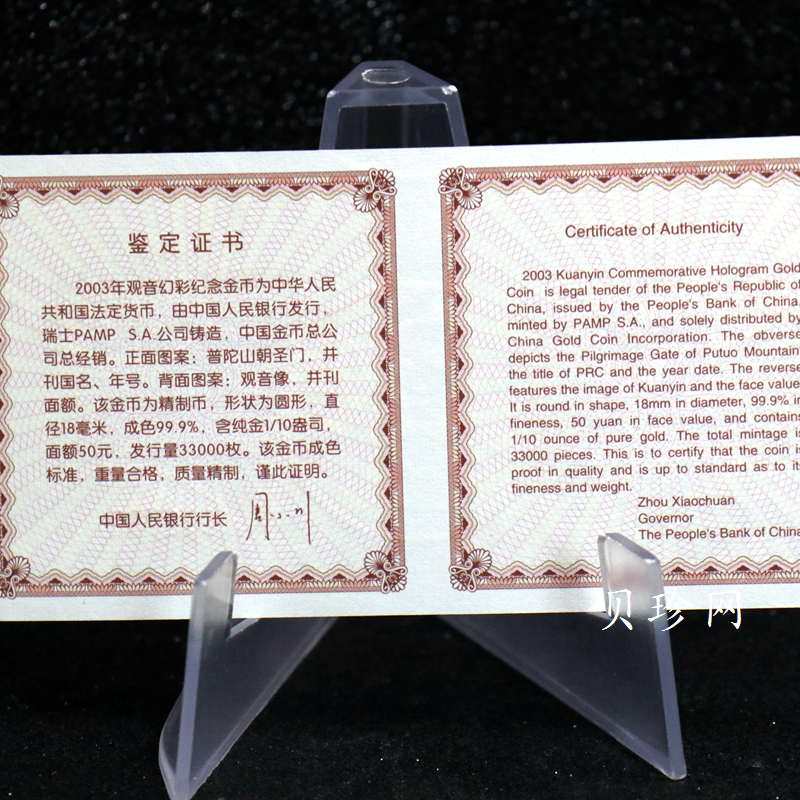 鉴定证书
2003年观音幻彩纪念金币为中华人民
共和国法定货币，由中国人民银行发行，
瑞士PAMP S.A.公司铸造，中国金币总公
司总经销。正面图案：普陀山朝圣门，并
刊国名、年号。背面图案：观音像，并刊
面额。该金币为精制币，形状为圆形，直
径18毫米，成色99.9%，含纯金1/10盎司，
面额50元，发行量33000枚。该金币成色
标准，重量合格，质量精制，谨此证明。
中国人民银行行长 周小川
Certificate of Authenticity
2003 Kuanyin Commemorative Hologram Gold
Coin is legal tender of the People's Republic of
China, issued by the People's Bank of China,
minted by PAMP S.A., and solely distributed by
China Gold Coin Incorporation. The obverse
depicts the Pilgrimage Gate of Putuo Mountain,
the title of PRC and the year date. The reverse
features the image of Kuanyin and the face value.
It is round in shape, 18mm in diameter, 99.9% in
fineness, 50 yuan in face value, and contains
1/10 ounce of pure gold. The total mintage is
33000 pieces. This is to certify that the coin is
proof in quality and is up to standard as to its
fineness and weight.
Zhou Xiaochuan
Governor
The People's Bank of China
贝珍网